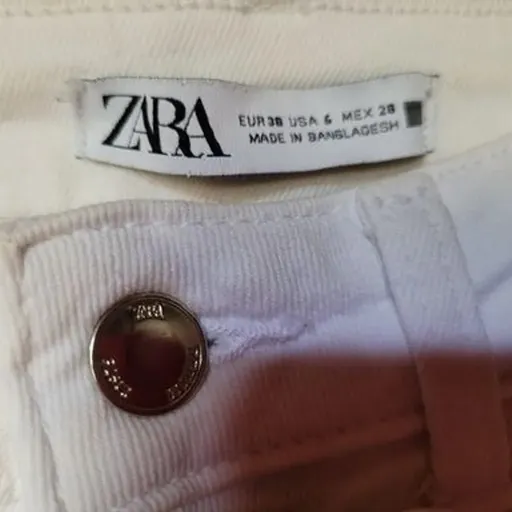 ZARA
EUR 38 USA 6 MEX 28
MADE IN BANGLADESH
ZARA